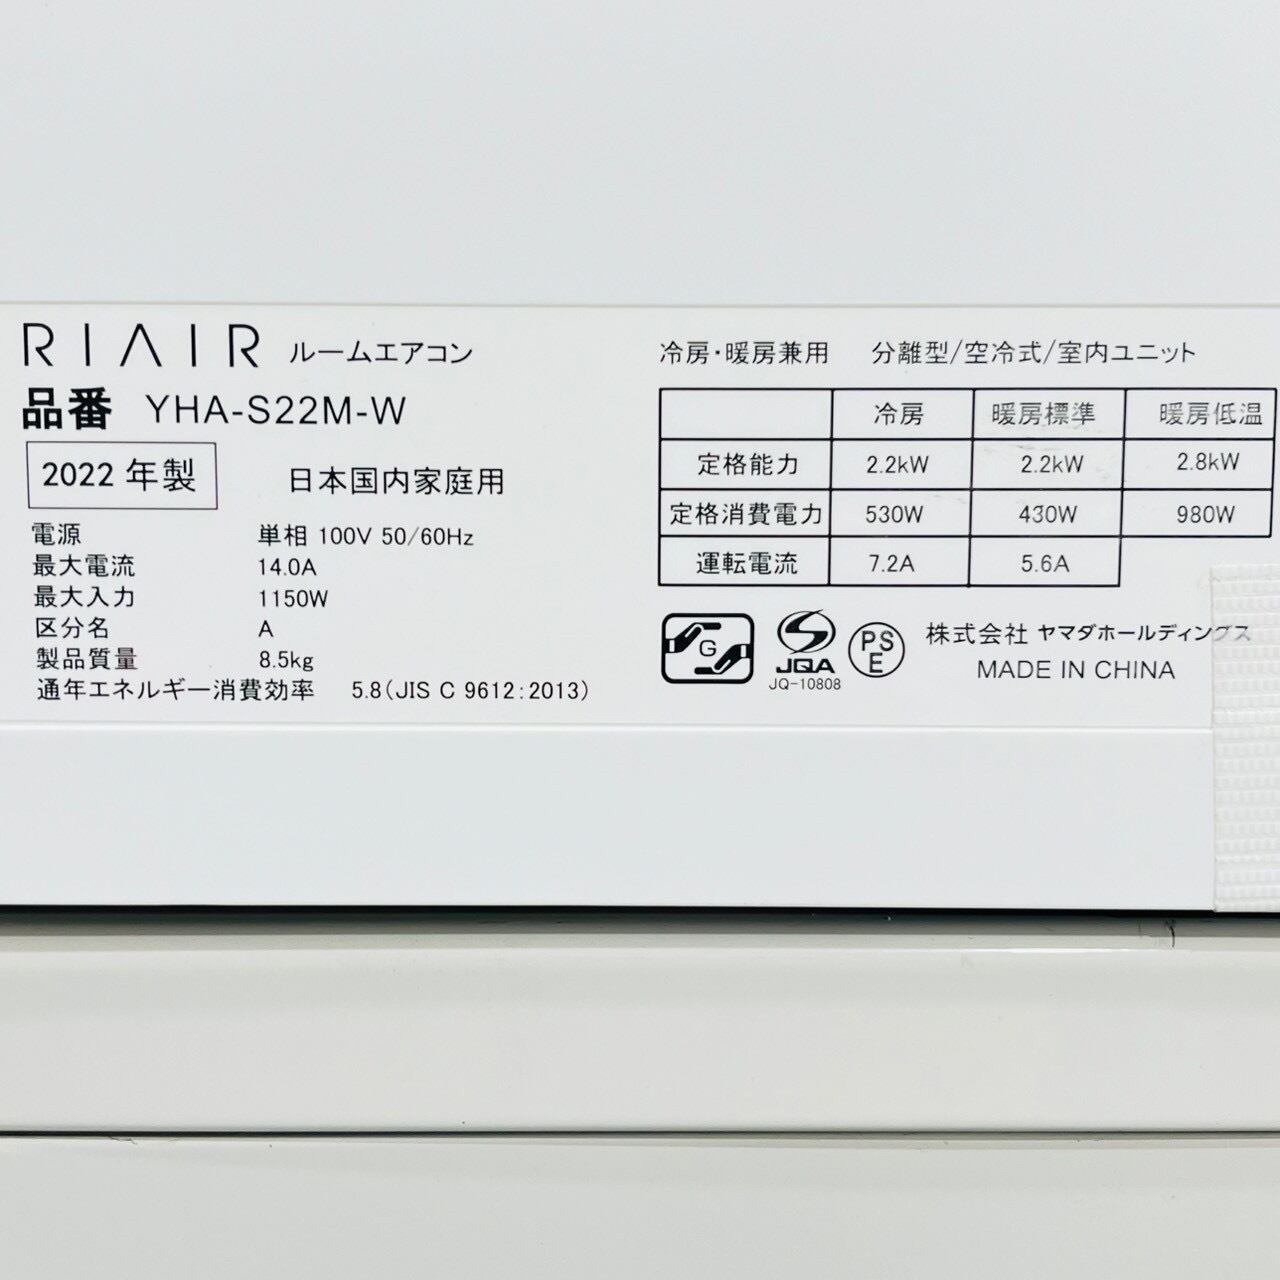 RIAIR ルームエアコン
品番 YHA-S22M-W
2022 年製 日本国内家庭用
電源 単相 100V 50/60Hz
最大電流 14.0A
最大入力 1150W
区分名 A
製品質量 8.5kg
通年エネルギー消費効率 5.8(JIS C 9612:2013)
冷房・暖房兼用 分離型/空冷式/室内ユニット
冷房 暖房標準 暖房低温
定格能力 2.2kW 2.2kW 2.8kW
定格消費電力 530W 430W 980W
運転電流 7.2A 5.6A
G
JQA
JQ-10808
PS
E
株式会社 ヤマダホールディングス
MADE IN CHINA